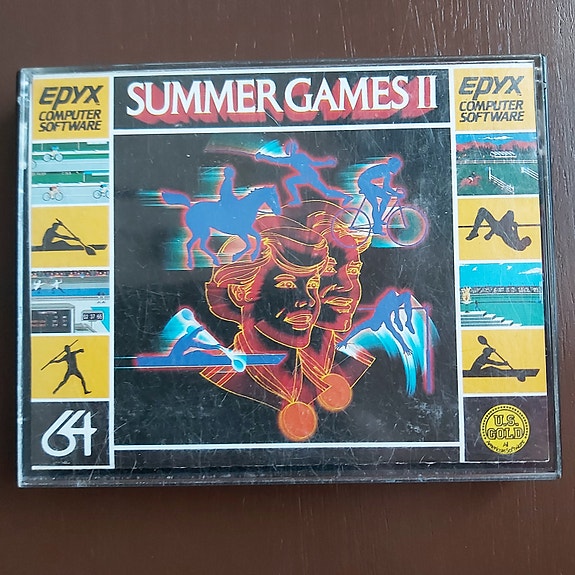 EPYX
COMPUTER
SOFTWARE
SUMMER GAMES II
EPYX
COMPUTER
SOFTWARE
64
U.S.
GOLD